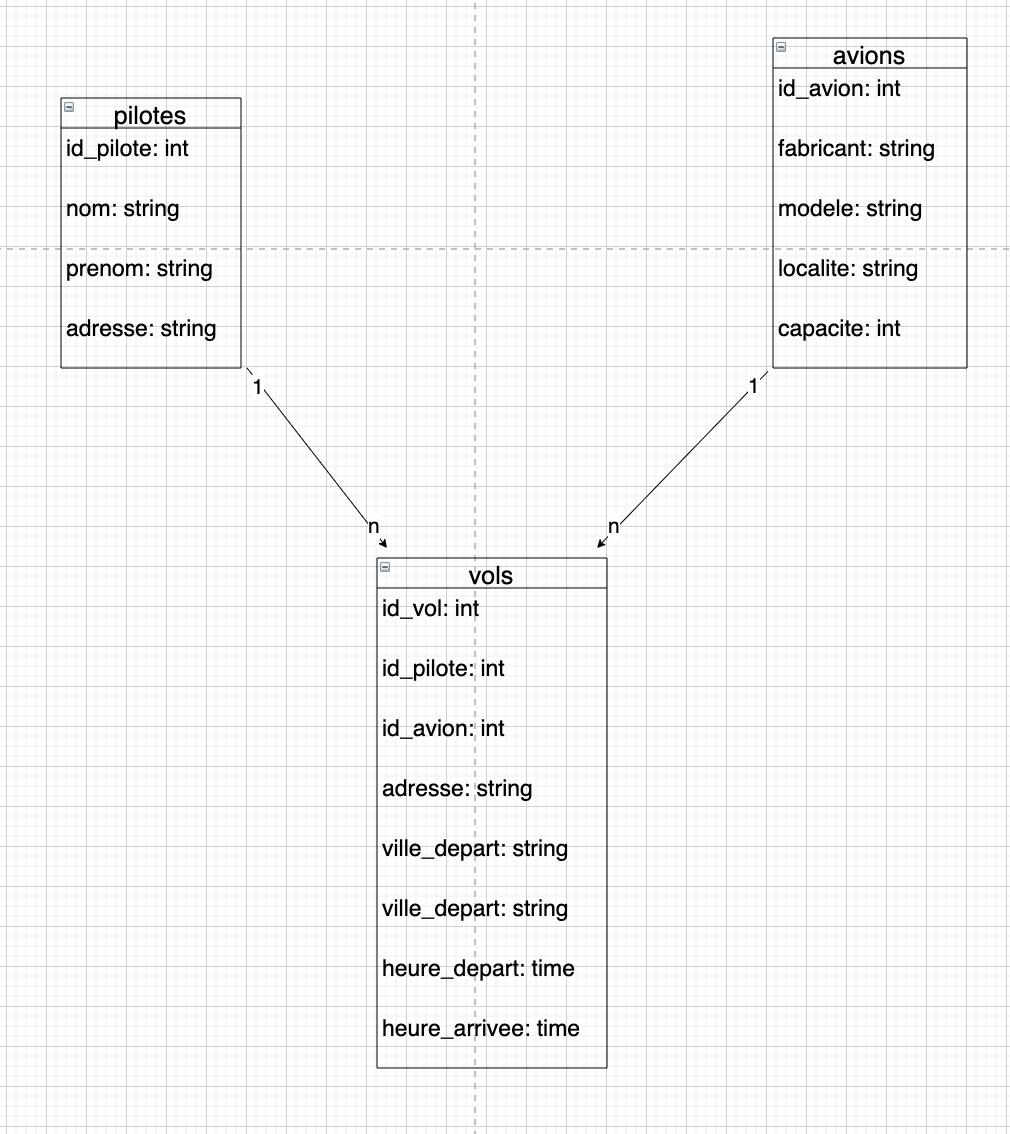 pilotes
id_pilote: int
nom: string
prenom: string
adresse: string
avions
id_avion: int
fabricant: string
modele: string
localite: string
capacite: int
1
1
n
n
vols
id_vol: int
id_pilote: int
id_avion: int
adresse: string
ville_depart: string
ville_depart: string
heure_depart: time
heure_arrivee: time